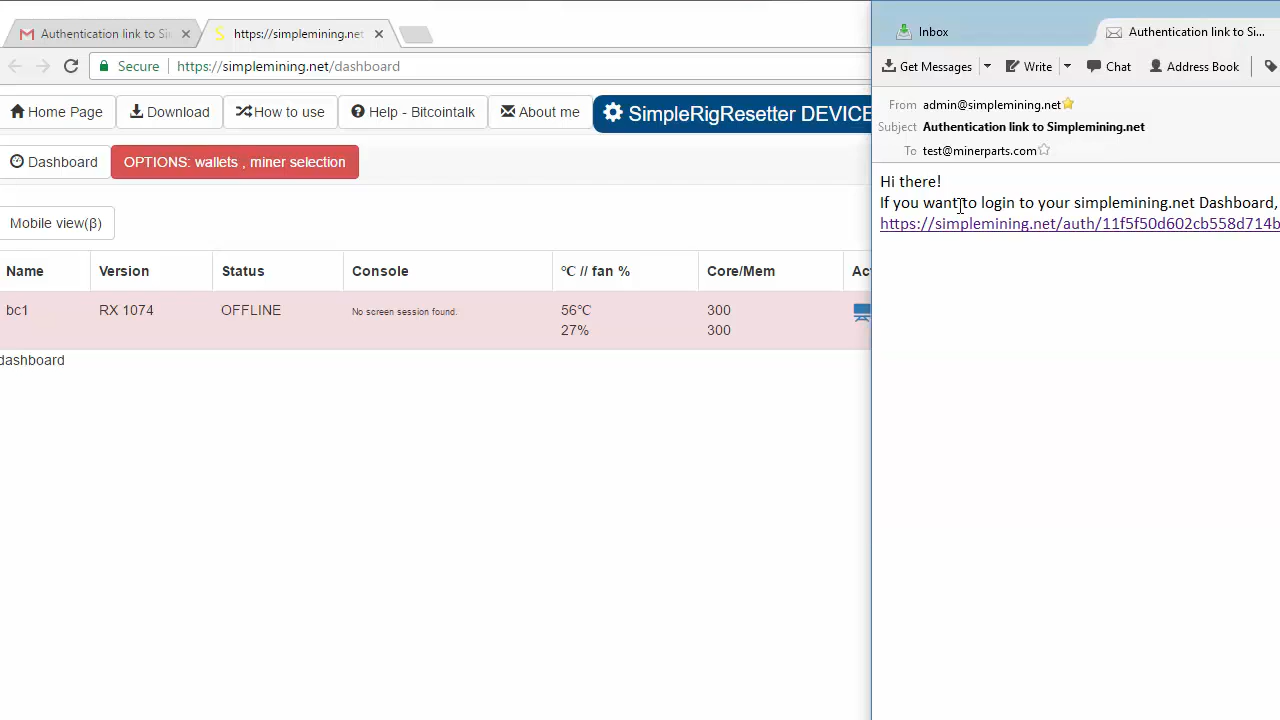 Authentication link to Si
https://simplemining.net
Secure
https://simplemining.net/dashboard
Home Page
Download
How to use
Help - Bitcointalk
About me
SimpleRigResetter DEVICE
Dashboard
OPTIONS: wallets , miner selection
Mobile view(β)
Name Version Status Console °C // fan % Core/Mem Ac
bc1 RX 1074 OFFLINE No screen session found. 56°C 300
27% 300
dashboard
Inbox
Authentication link to Si...
Get Messages
Write
Chat
Address Book
From admin@simplemining.net
Subject Authentication link to Simplemining.net
To test@minerparts.com
Hi there!
If you want to login to your simplemining.net Dashboard,
https://simplemining.net/auth/11f5f50d602cb558d714b